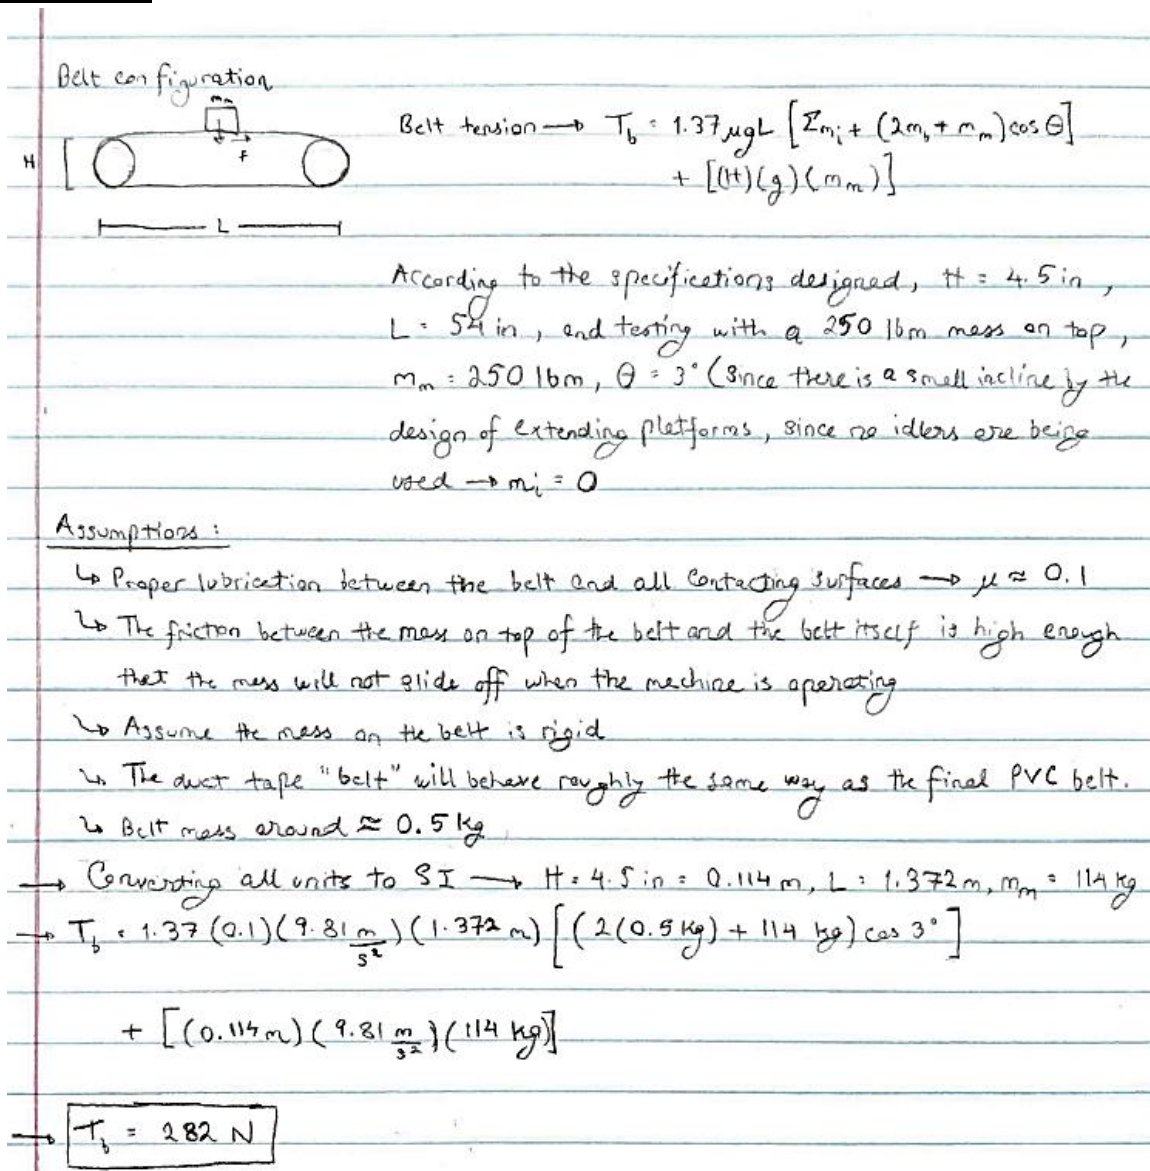 Belt configuration
m_m
H
f
L
Belt tension → T_b = 1.37 μgL [Σm_i + (2m_b + m_m) cos θ]
+ [(H)(g)(m_m)]
According to the specifications designed, H = 4.5 in,
L = 54 in, and testing with a 250 lbm mass on top,
m_m = 250 lbm, θ = 3° (since there is a small incline by the
design of extending platforms, since no idlers are being
used → m_i = 0
Assumptions:
↳ Proper lubrication between the belt and all contacting surfaces → μ ≈ 0.1
↳ The friction between the mass on top of the belt and the belt itself is high enough
that the mass will not glide off when the machine is operating
↳ Assume the mass on the belt is rigid
↳ The duct tape "belt" will behave roughly the same way as the final PVC belt.
↳ Belt mass around ≈ 0.5 kg
→ Converting all units to SI → H = 4.5 in = 0.114 m, L = 1.372 m, m_m = 114 kg
→ T_b = 1.37 (0.1) (9.81 m/s²) (1.372 m) [(2(0.5 kg) + 114 kg) cos 3°]
+ [(0.114 m) (9.81 m/s²) (114 kg)]
→ T_b = 282 N